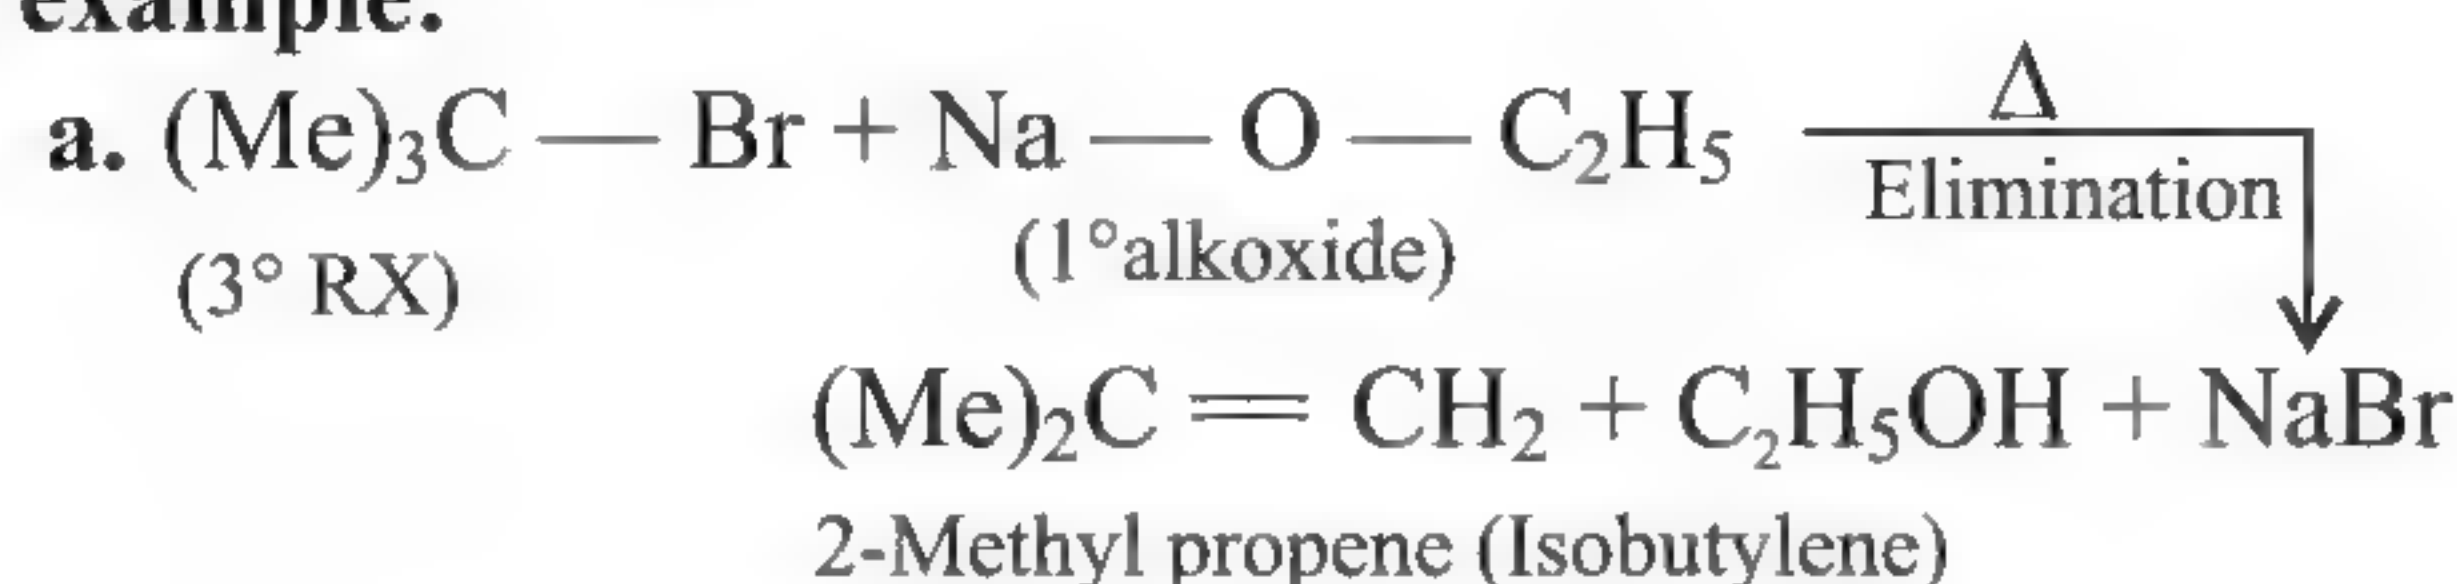 example.
a. (Me)₃C — Br + Na — O — C₂H₅ Δ
Elimination
(3° RX) (1°alkoxide)
(Me)₂C = CH₂ + C₂H₅OH + NaBr
2-Methyl propene (Isobutylene)